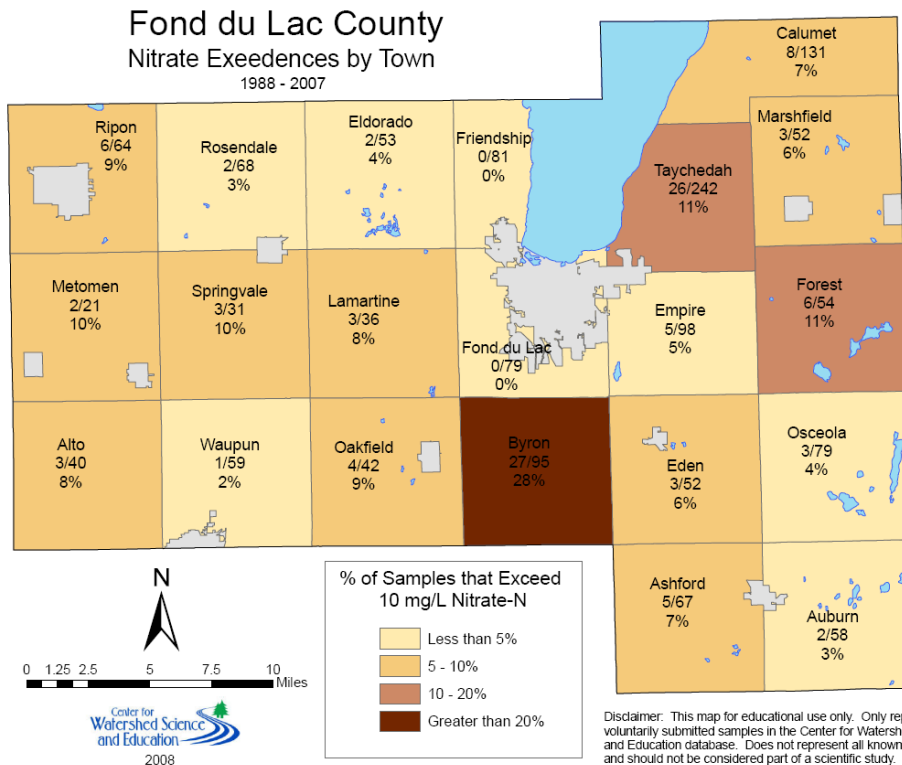 Fond du Lac County
Nitrate Exeedences by Town
1988 - 2007
Calumet
8/131
7%
Ripon
6/64
9%
Rosendale
2/68
3%
Eldorado
2/53
4%
Friendship
0/81
0%
Taychedah
26/242
11%
Marshfield
3/52
6%
Metomen
2/21
10%
Springvale
3/31
10%
Lamartine
3/36
8%
Fond du Lac
0/79
0%
Empire
5/98
5%
Forest
6/54
11%
Alto
3/40
8%
Waupun
1/59
2%
Oakfield
4/42
9%
Byron
27/95
28%
Eden
3/52
6%
Osceola
3/79
4%
Ashford
5/67
7%
Auburn
2/58
3%
N
0 1.25 2.5 5 7.5 10
Miles
Center for
Watershed Science
and Education
2008
% of Samples that Exceed
10 mg/L Nitrate-N
Less than 5%
5 - 10%
10 - 20%
Greater than 20%
Disclaimer: This map for educational use only. Only rep
voluntarily submitted samples in the Center for Watersh
and Education database. Does not represent all known
and should not be considered part of a scientific study.